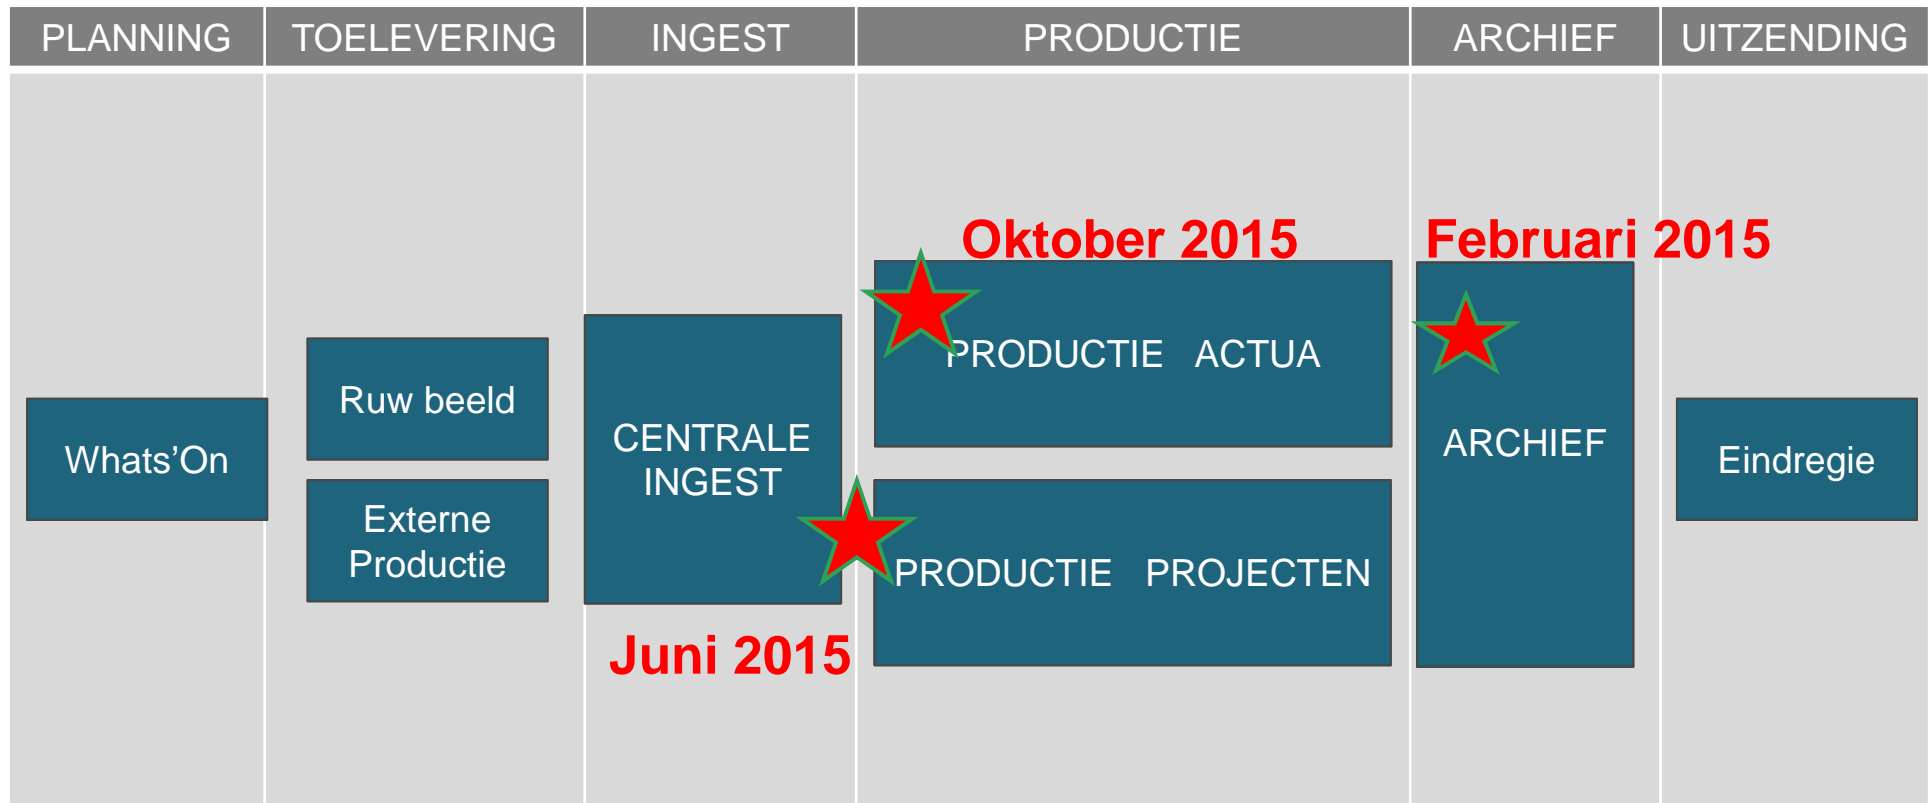 PLANNING
TOELEVERING
INGEST
PRODUCTIE
ARCHIEF
UITZENDING
Whats’On
Ruw beeld
Externe
Productie
CENTRALE
INGEST
Juni 2015
Oktober 2015
PRODUCTIE ACTUA
PRODUCTIE PROJECTEN
Februari 2015
ARCHIEF
Eindregie